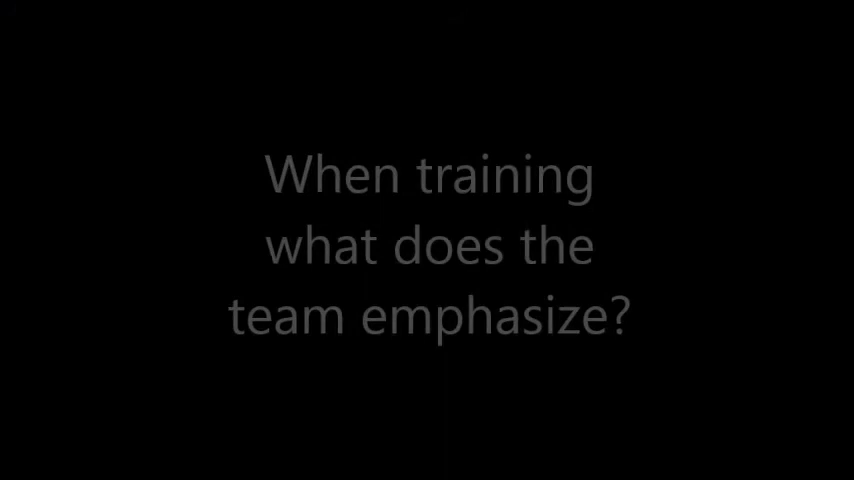 When training
what does the
team emphasize?